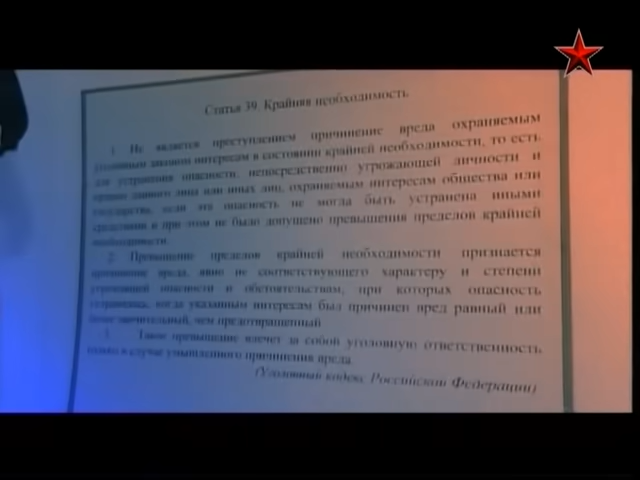 Статья 39. Крайняя необходимость
1. Не является преступлением причинение вреда охраняемым
уголовным законом интересам в состоянии крайней необходимости, то есть
для устранения опасности, непосредственно угрожающей личности и
правам данного лица или иных лиц, охраняемым интересам общества или
государства, если эта опасность не могла быть устранена иными
средствами и при этом не было допущено превышения пределов крайней
необходимости.
2. Превышение пределов крайней необходимости признается
причинение вреда, явно не соответствующего характеру и степени
угрожавшей опасности и обстоятельствам, при которых опасность
устранялась, когда указанным интересам был причинен вред равный или
более значительный, чем предотвращенный.
3. Такое превышение влечет за собой уголовную ответственность
только в случае умышленного причинения вреда.
(Уголовный кодекс Российской Федерации)